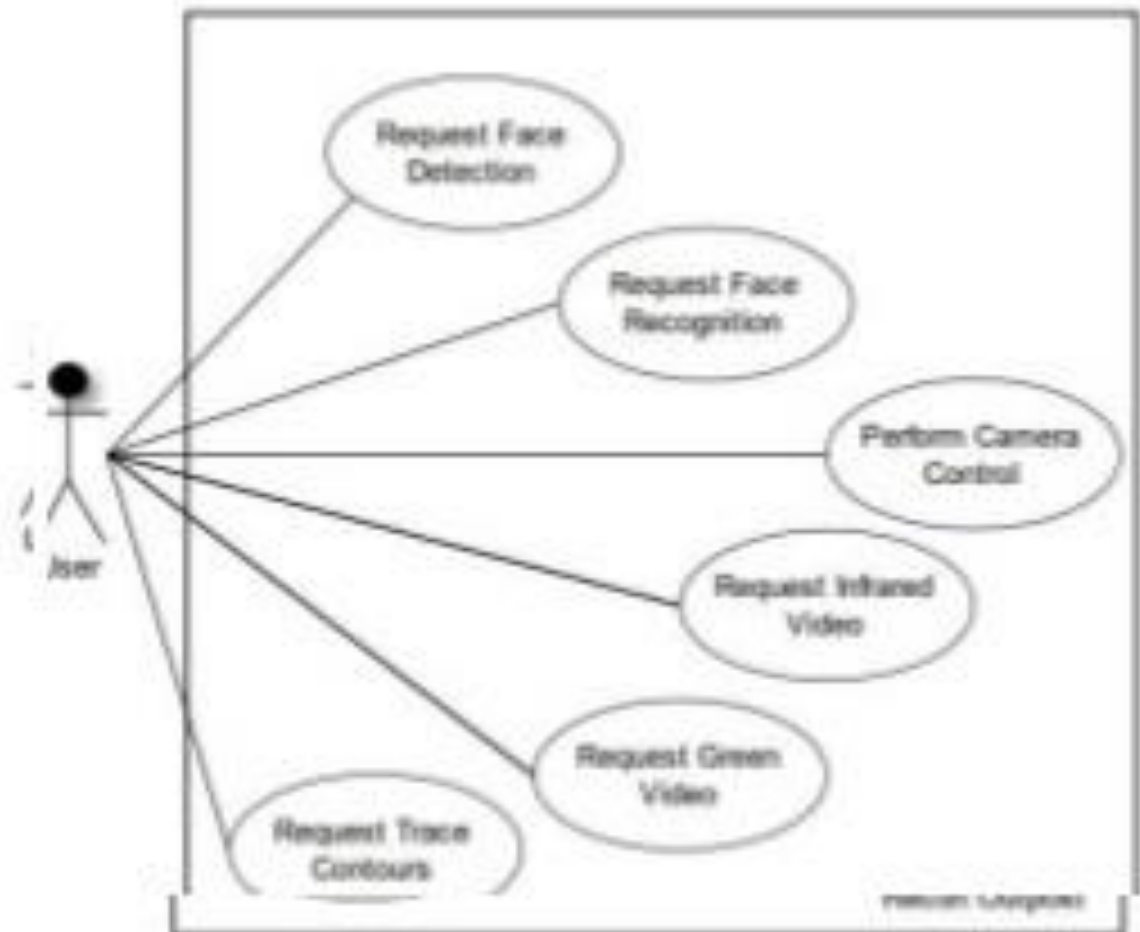 Request Face
Detection
Request Face
Recognition
Perform Camera
Control
Request Infrared
Video
Request Green
Video
Request Trace
Contours